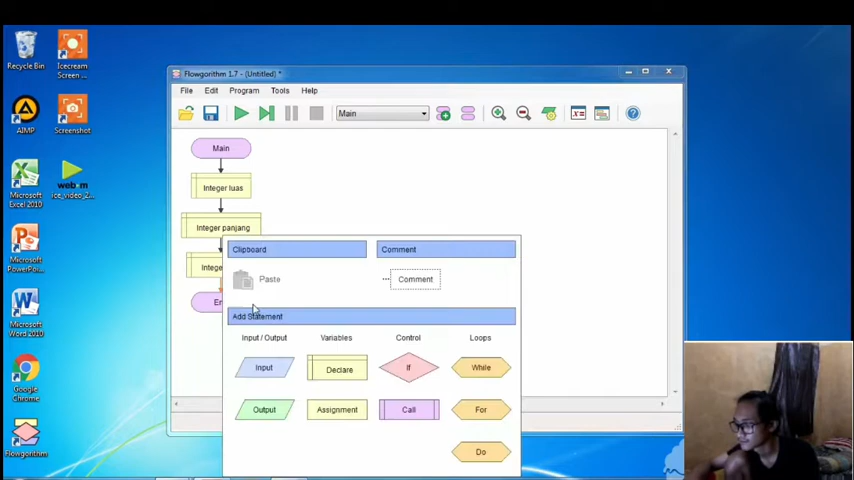 Recycle Bin
Icecream
Screen ...
AIMP
Screenshot
Microsoft
Excel 2010
ice_video_2...
Microsoft
PowerPoi...
Microsoft
Word 2010
Google
Chrome
Flowgorithm
Flowgorithm 1.7 - (Untitled) *
File Edit Program Tools Help
Main
Main
Integer luas
Integer panjang
Intege
En
Clipboard
Comment
Paste
Comment
Add Statement
Input / Output
Variables
Control
Loops
Input
Declare
If
While
Output
Assignment
Call
For
Do